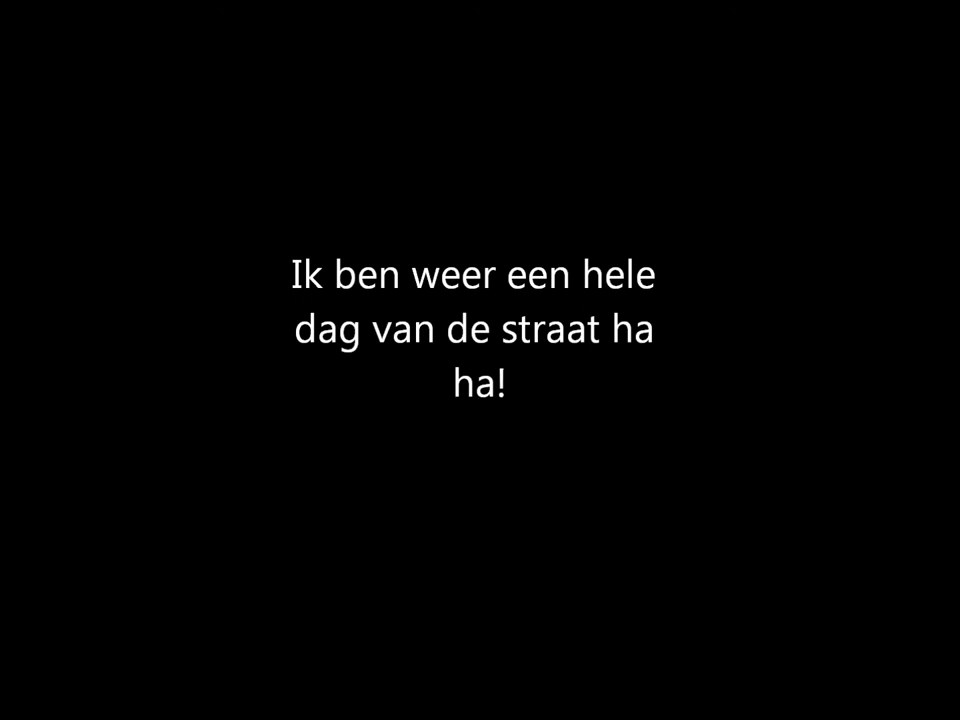 Ik ben weer een hele
dag van de straat ha
ha!